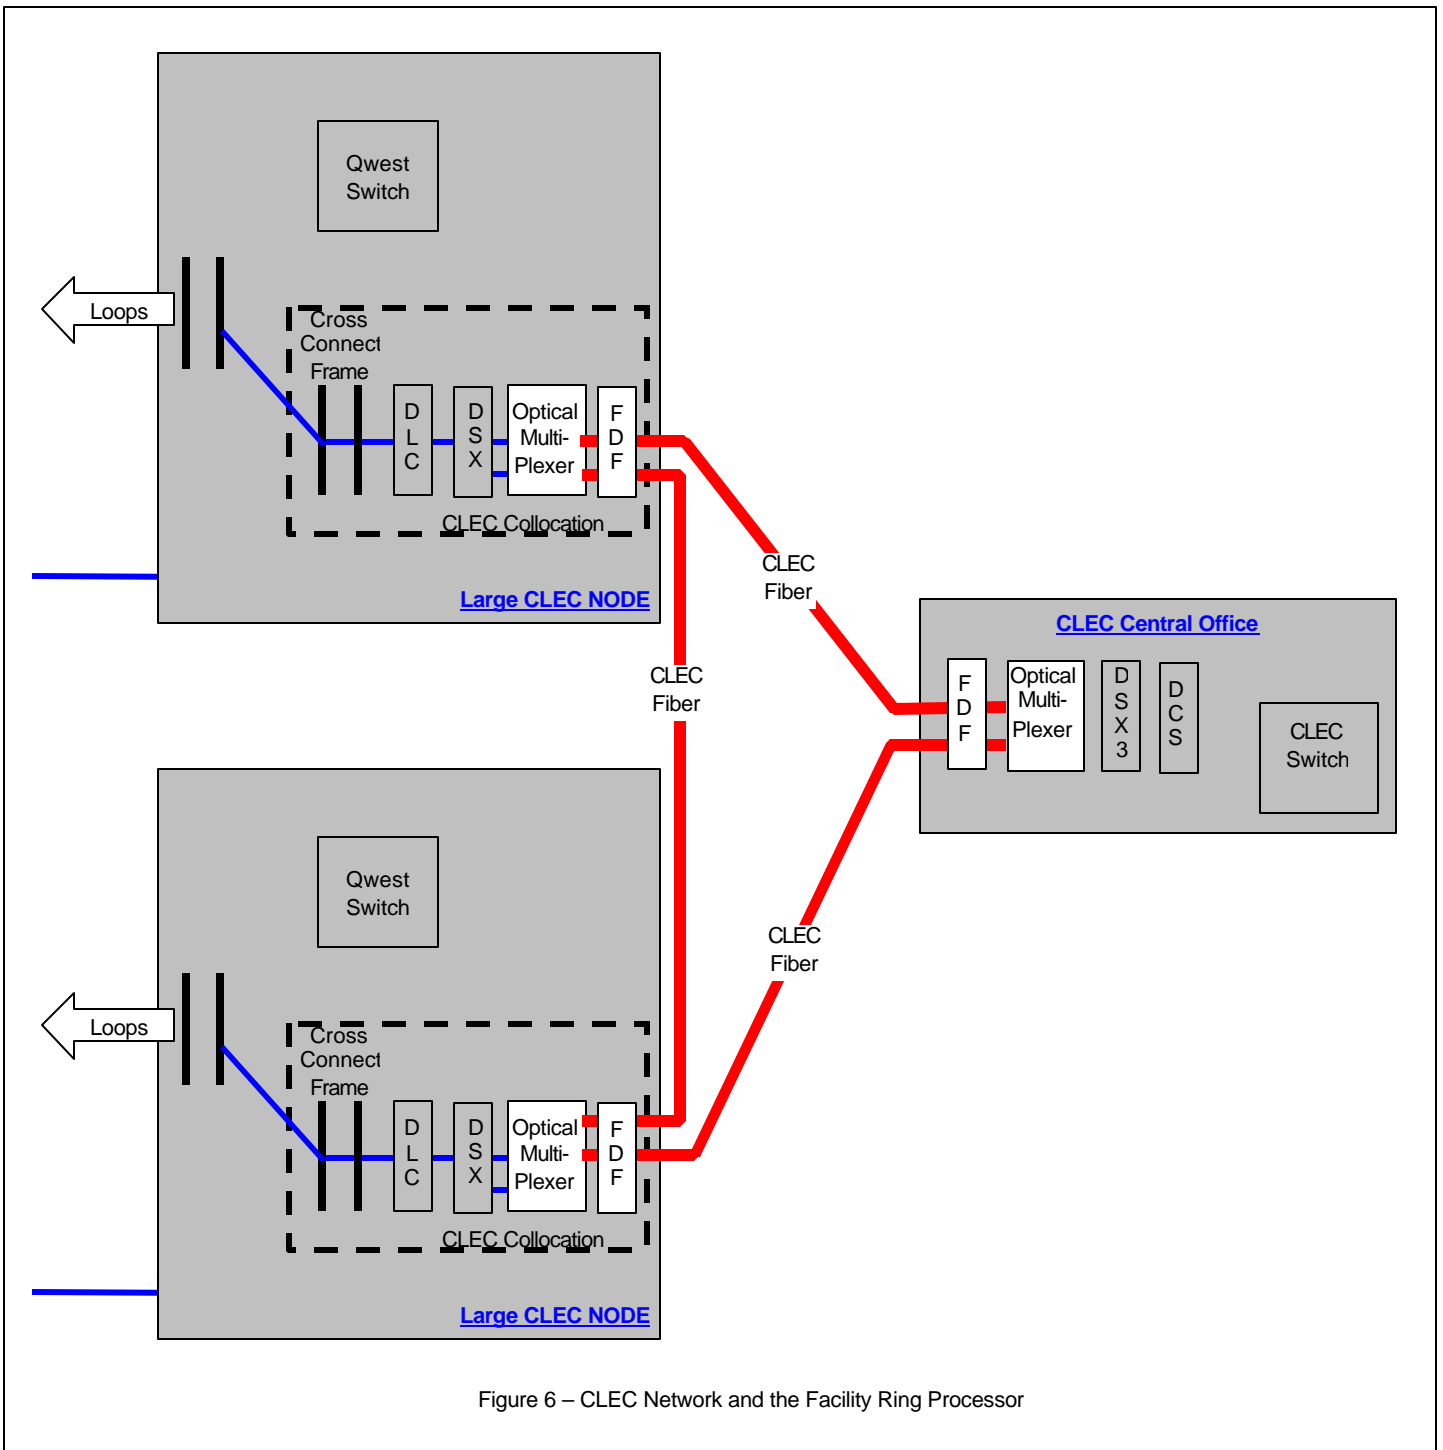 Qwest
Switch
Loops
Cross
Connect
Frame
D
L
C
D
S
X
Optical
Multi-
Plexer
F
D
F
CLEC Collocation
Large CLEC NODE
CLEC
Fiber
CLEC
Fiber
CLEC Central Office
F
D
F
Optical
Multi-
Plexer
D
S
X
3
D
C
S
CLEC
Switch
Qwest
Switch
CLEC
Fiber
Loops
Cross
Connect
Frame
D
L
C
D
S
X
Optical
Multi-
Plexer
F
D
F
CLEC Collocation
Large CLEC NODE
Figure 6 – CLEC Network and the Facility Ring Processor